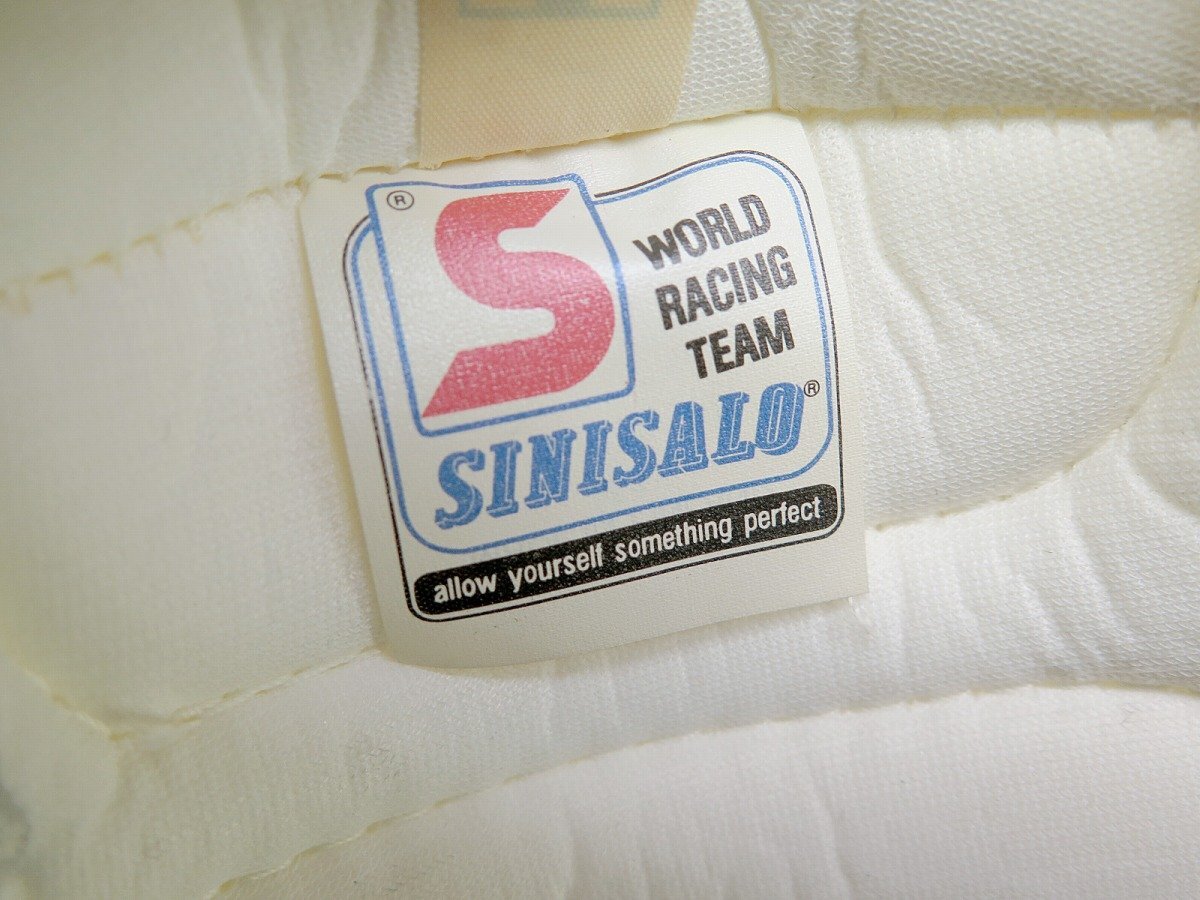 ® S
WORLD
RACING
TEAM
SINISALO®
allow yourself something perfect